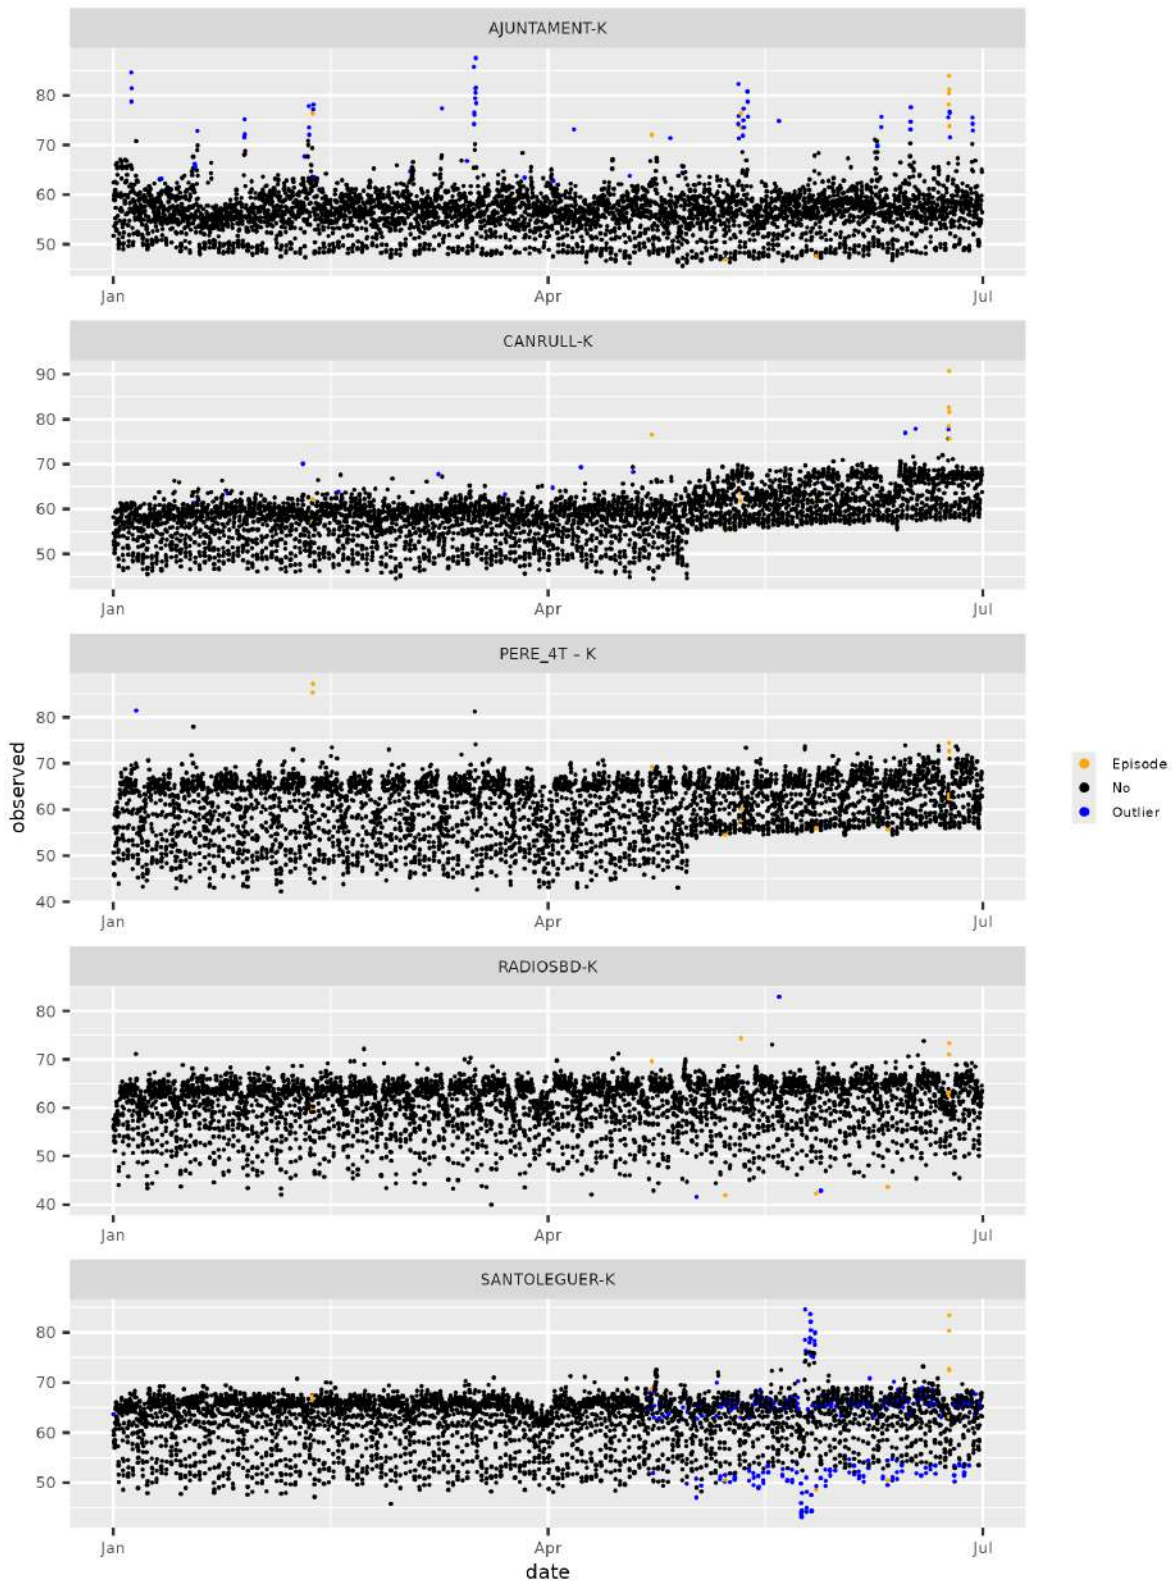 AJUNTAMENT-K
80
70
60
50
Jan Apr Jul
CANRULL-K
90
80
70
60
50
Jan Apr Jul
PERE_4T – K
80
70
60
50
40
Jan Apr Jul
observed
Episode
No
Outlier
RADIOSBD-K
80
70
60
50
40
Jan Apr Jul
SANTOLEGUER-K
80
70
60
50
Jan Apr Jul
date